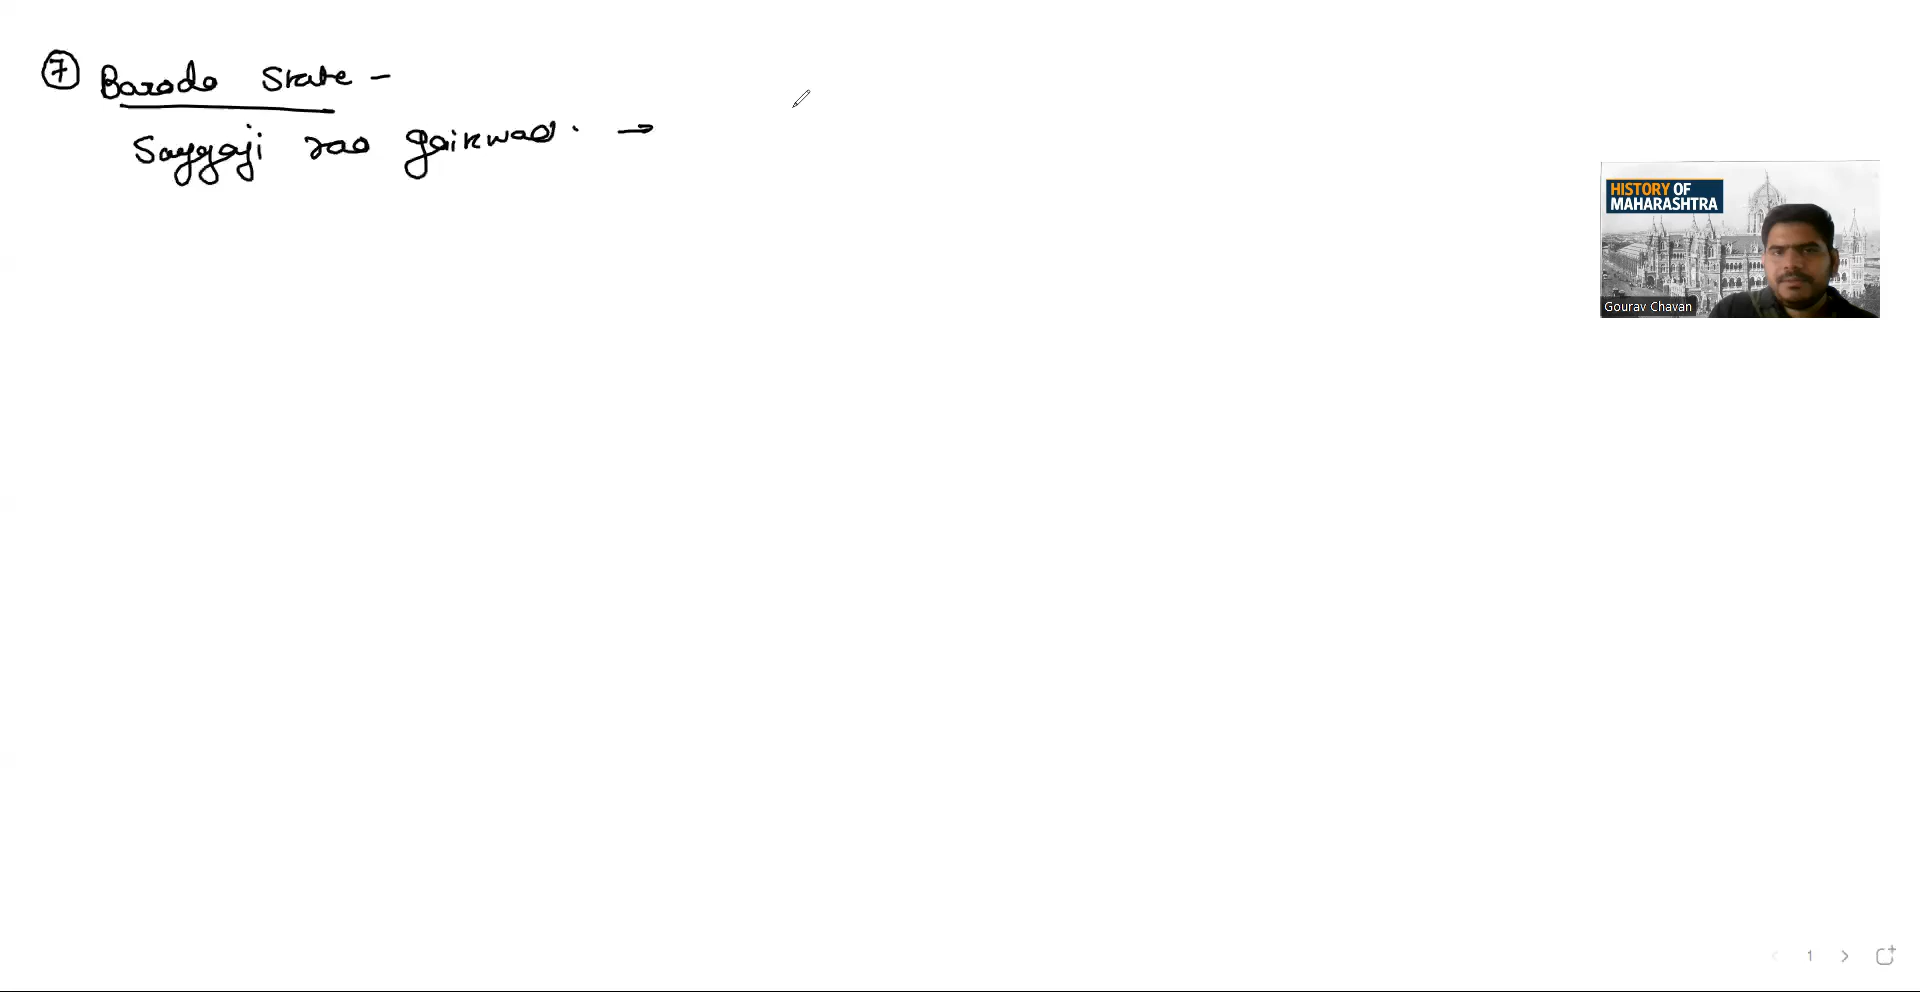 7 Baroda State -
Sayyaji rao gaikwad. →
HISTORY OF
MAHARASHTRA
Gourav Chavan
1